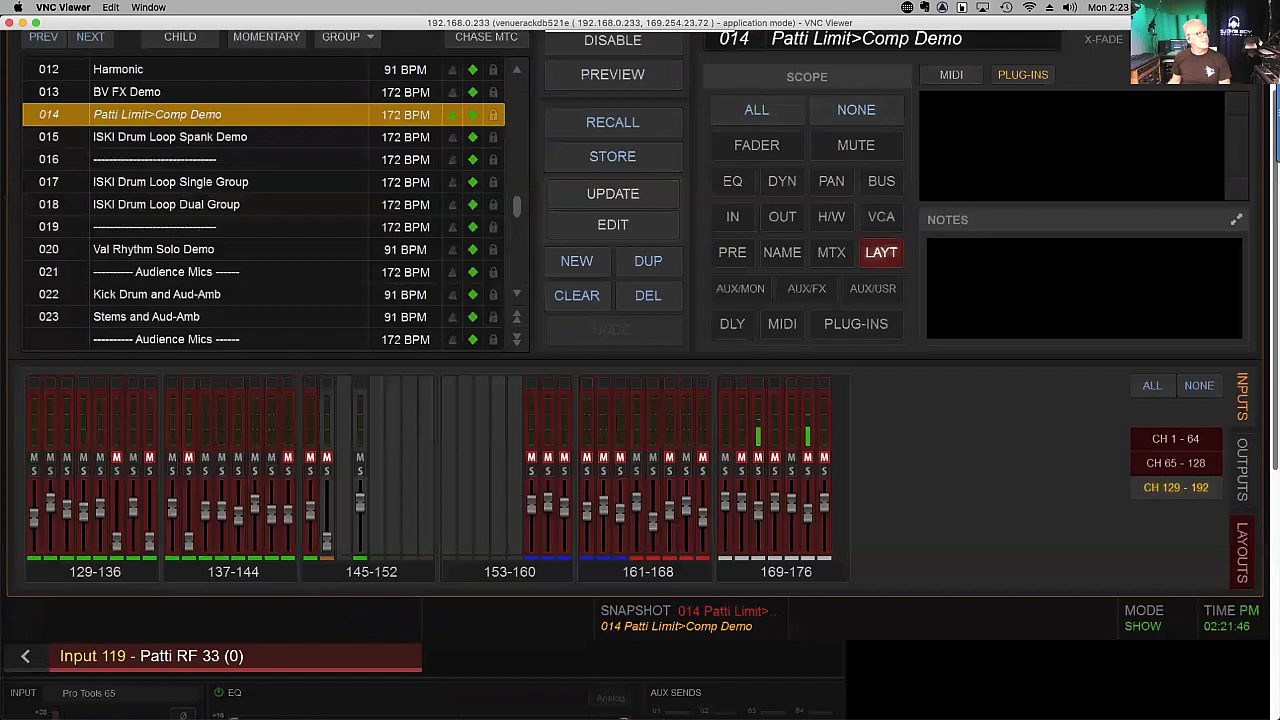 VNC Viewer Edit Window Mon 2:23
192.168.0.233 (venuerackdb521e ( 192.168.0.233, 169.254.23.72 ) - application mode) - VNC Viewer
PREV NEXT CHILD MOMENTARY GROUP CHASE MTC
DISABLE
014 Patti Limit>Comp Demo X-FADE
012 Harmonic 91 BPM
013 BV FX Demo 92 BPM
014 Patti Limit>Comp Demo 172 BPM
015 ISKI Drum Loop Spank Demo 172 BPM
016 ------------------------------- 172 BPM
017 ISKI Drum Loop Single Group 172 BPM
018 ISKI Drum Loop Dual Group 172 BPM
019 ------------------------------- 172 BPM
020 Val Rhythm Solo Demo 91 BPM
021 ---------- Audience Mics ------ 172 BPM
022 Kick Drum and Aud-Amb 91 BPM
023 Stems and Aud-Amb 91 BPM
---------- Audience Mics ------ 172 BPM
PREVIEW
RECALL
STORE
UPDATE
EDIT
NEW DUP
CLEAR DEL
UNDO
SCOPE
ALL NONE
FADER MUTE
EQ DYN PAN BUS
IN OUT H/W VCA
PRE NAME MTX LAYT
AUX/MON AUX/FX AUX/USR
DLY MIDI PLUG-INS
MIDI PLUG-INS
NOTES
M M M M M M M M M M M M M M M M M M M M M M M M
S S S S S S S S S S S S S S S S S S S S S S S S S S S S S S S S S S S S S
129-136 137-144 145-152 153-160 161-168 169-176
ALL NONE
CH 1 - 64
CH 65 - 128
CH 129 - 192
INPUTS
OUTPUTS
LAYOUTS
SNAPSHOT 014 Patti Limit>...
014 Patti Limit>Comp Demo
MODE
SHOW
TIME PM
02:21:46
Input 119 - Patti RF 33 (0)
INPUT Pro Tools 65 EQ Analog AUX SENDS